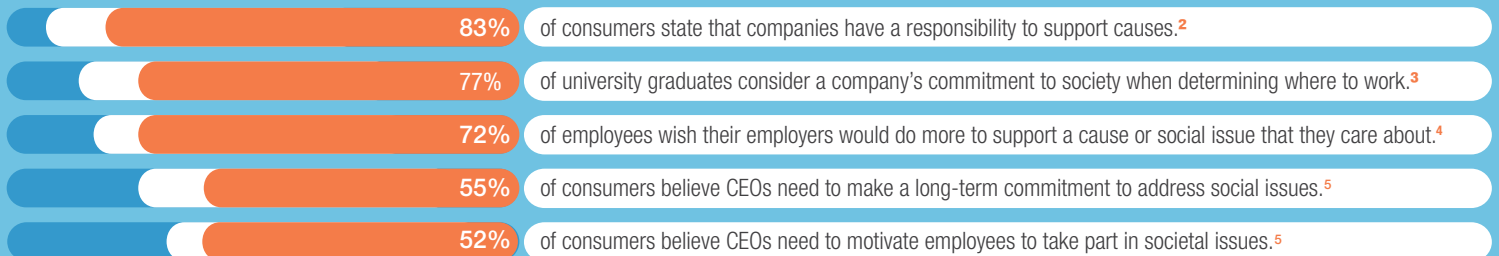 83% of consumers state that companies have a responsibility to support causes.2
77% of university graduates consider a company's commitment to society when determining where to work.3
72% of employees wish their employers would do more to support a cause or social issue that they care about.4
55% of consumers believe CEOs need to make a long-term commitment to address social issues.5
52% of consumers believe CEOs need to motivate employees to take part in societal issues.5